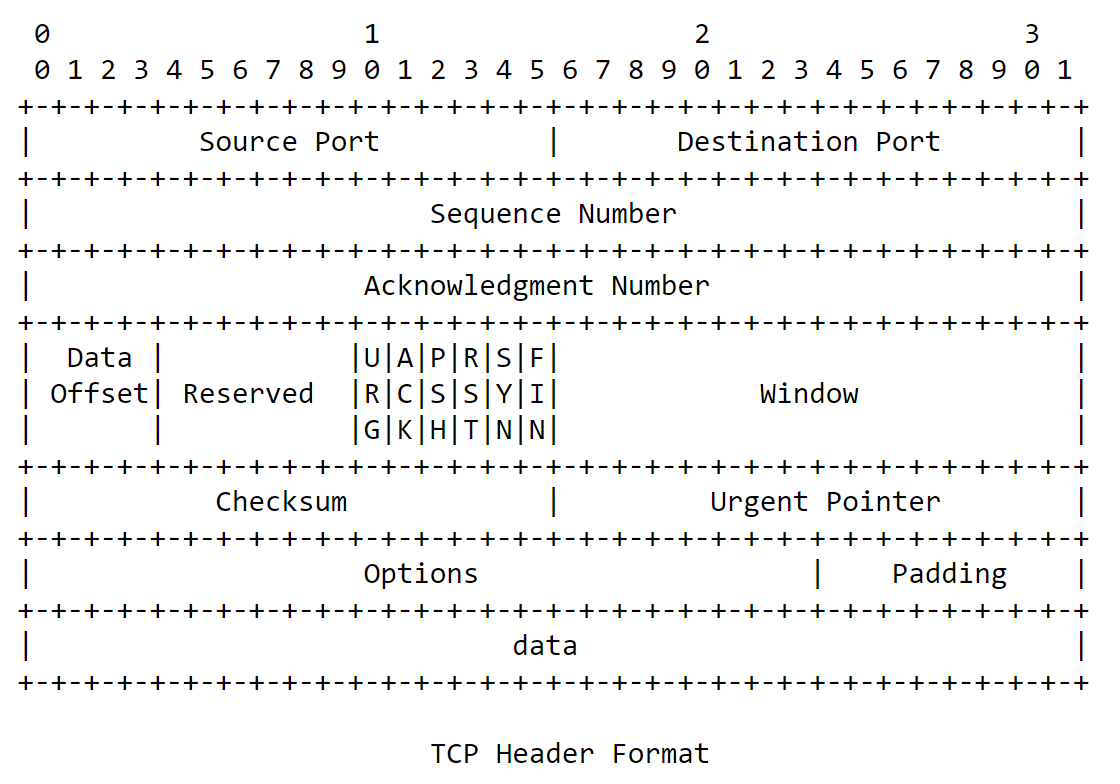 0                   1                   2                   3
 0 1 2 3 4 5 6 7 8 9 0 1 2 3 4 5 6 7 8 9 0 1 2 3 4 5 6 7 8 9 0 1
+-+-+-+-+-+-+-+-+-+-+-+-+-+-+-+-+-+-+-+-+-+-+-+-+-+-+-+-+-+-+-+-+
|          Source Port          |       Destination Port        |
+-+-+-+-+-+-+-+-+-+-+-+-+-+-+-+-+-+-+-+-+-+-+-+-+-+-+-+-+-+-+-+-+
|                        Sequence Number                        |
+-+-+-+-+-+-+-+-+-+-+-+-+-+-+-+-+-+-+-+-+-+-+-+-+-+-+-+-+-+-+-+-+
|                    Acknowledgment Number                      |
+-+-+-+-+-+-+-+-+-+-+-+-+-+-+-+-+-+-+-+-+-+-+-+-+-+-+-+-+-+-+-+-+
|  Data |           |U|A|P|R|S|F|                               |
| Offset| Reserved  |R|C|S|S|Y|I|            Window             |
|       |           |G|K|H|T|N|N|                               |
+-+-+-+-+-+-+-+-+-+-+-+-+-+-+-+-+-+-+-+-+-+-+-+-+-+-+-+-+-+-+-+-+
|           Checksum            |         Urgent Pointer        |
+-+-+-+-+-+-+-+-+-+-+-+-+-+-+-+-+-+-+-+-+-+-+-+-+-+-+-+-+-+-+-+-+
|                    Options                    |    Padding    |
+-+-+-+-+-+-+-+-+-+-+-+-+-+-+-+-+-+-+-+-+-+-+-+-+-+-+-+-+-+-+-+-+
|                             data                              |
+-+-+-+-+-+-+-+-+-+-+-+-+-+-+-+-+-+-+-+-+-+-+-+-+-+-+-+-+-+-+-+-+
                        TCP Header Format